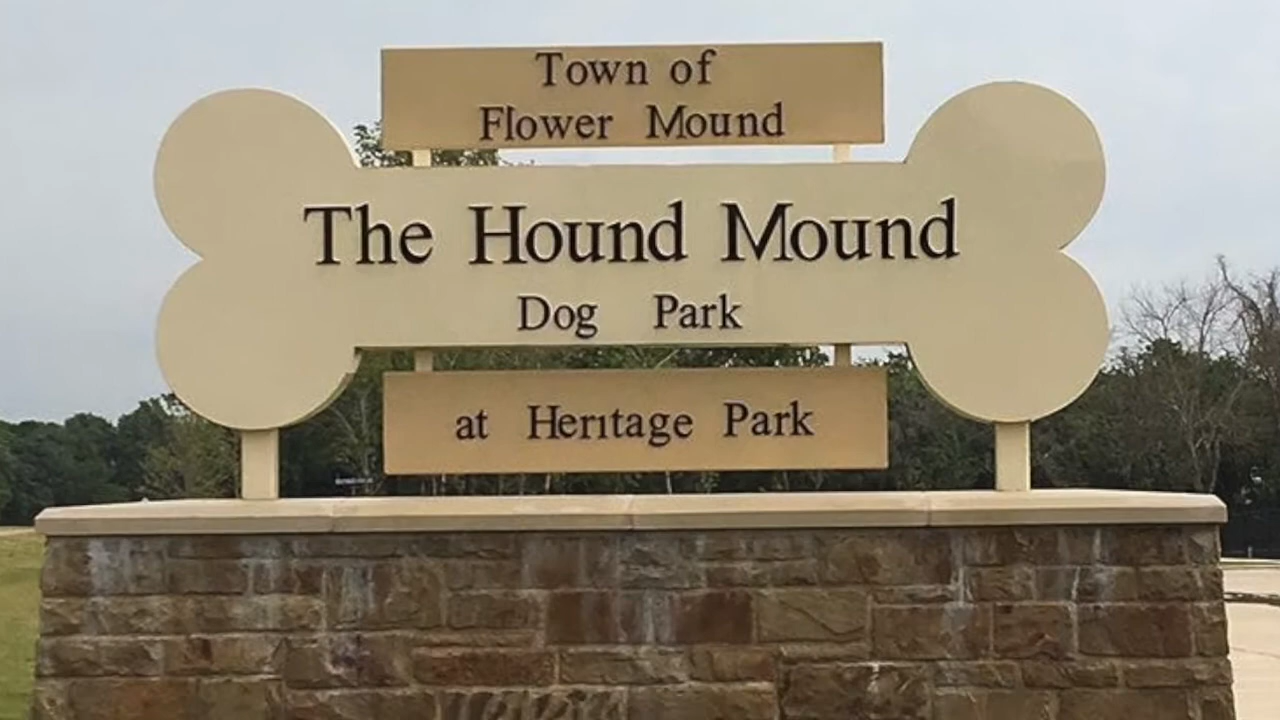 Town of
Flower Mound
The Hound Mound
Dog Park
at Heritage Park